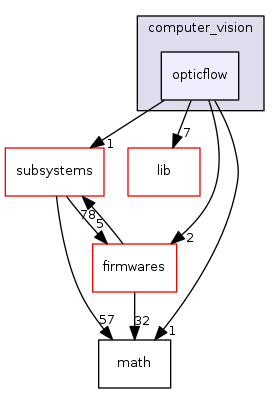 computer_vision
opticflow
1
7
subsystems
lib
78
5
2
firmwares
57
32
1
math